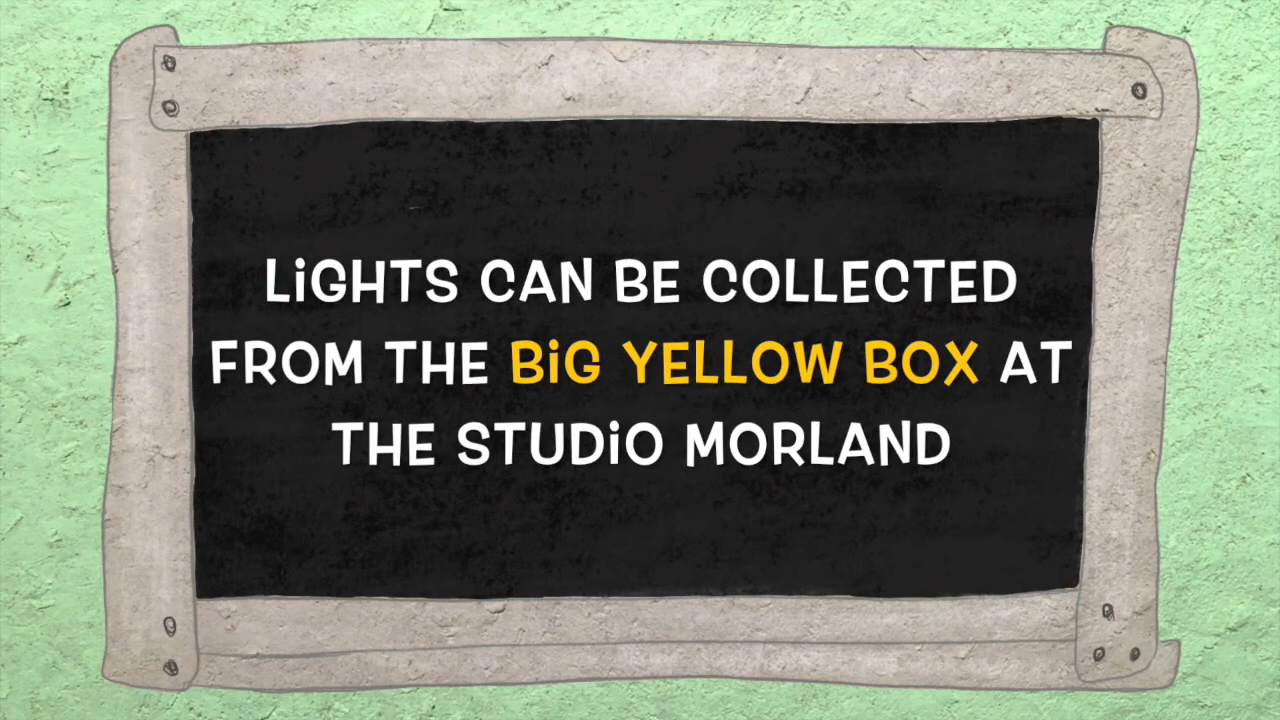 LiGHTS CAN BE COLLECTED
FROM THE BiG YELLOW BOX AT
THE STUDiO MORLAND